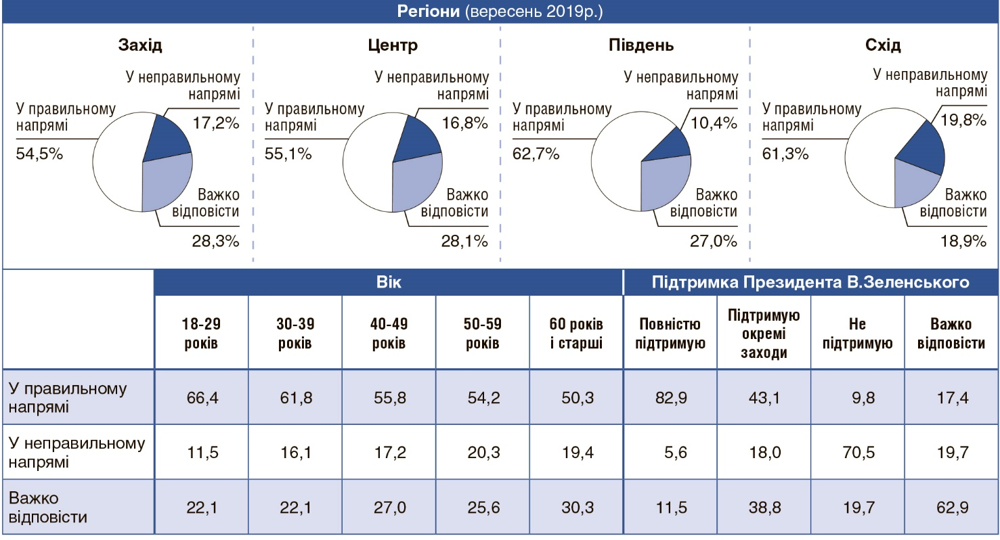 Регіони (вересень 2019р.)
Захід
У неправильному
напрямі
17,2%
У правильному
напрямі
54,5%
Важко
відповісти
28,3%
Центр
У неправильному
напрямі
16,8%
У правильному
напрямі
55,1%
Важко
відповісти
28,1%
Південь
У неправильному
напрямі
10,4%
У правильному
напрямі
62,7%
Важко
відповісти
27,0%
Схід
У неправильному
напрямі
19,8%
У правильному
напрямі
61,3%
Важко
відповісти
18,9%
Вік Підтримка Президента В.Зеленського
18-29 років 30-39 років 40-49 років 50-59 років 60 років і старші Повністю підтримую Підтримую окремі заходи Не підтримую Важко відповісти
У правильному напрямі 66,4 61,8 55,8 54,2 50,3 82,9 43,1 9,8 17,4
У неправильному напрямі 11,5 16,1 17,2 20,3 19,4 5,6 18,0 70,5 19,7
Важко відповісти 22,1 22,1 27,0 25,6 30,3 11,5 38,8 19,7 62,9